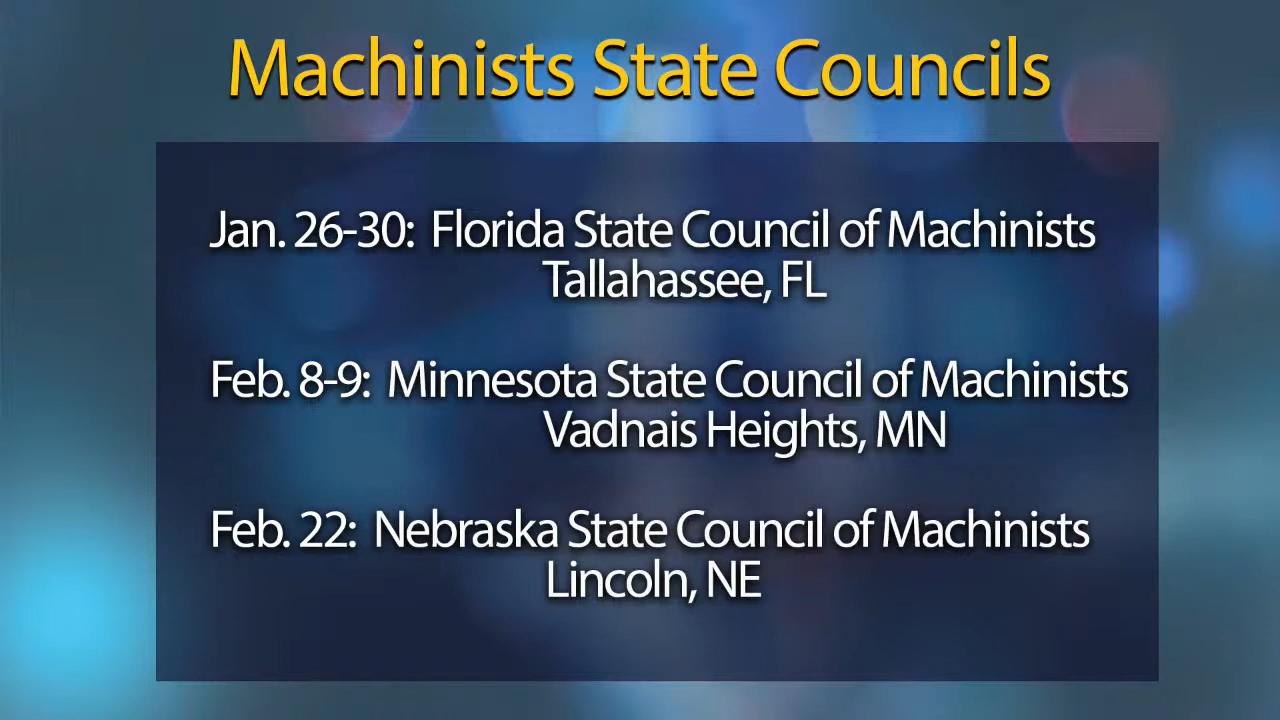 Machinists State Councils
Jan. 26-30: Florida State Council of Machinists
Tallahassee, FL
Feb. 8-9: Minnesota State Council of Machinists
Vadnais Heights, MN
Feb. 22: Nebraska State Council of Machinists
Lincoln, NE